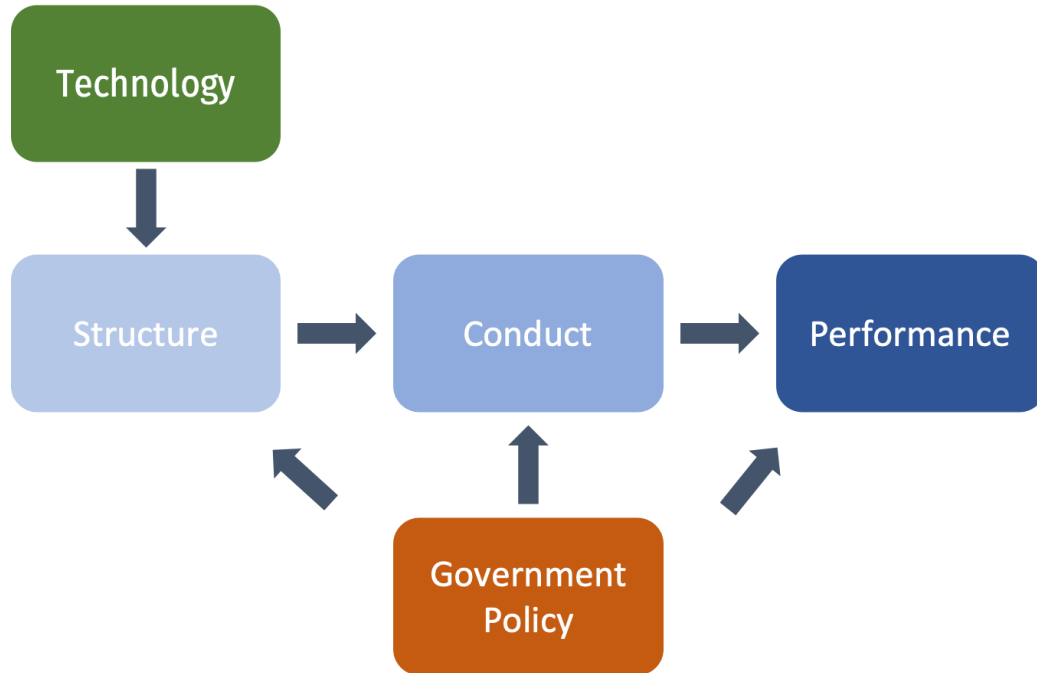 Technology
Structure
Conduct
Performance
Government
Policy